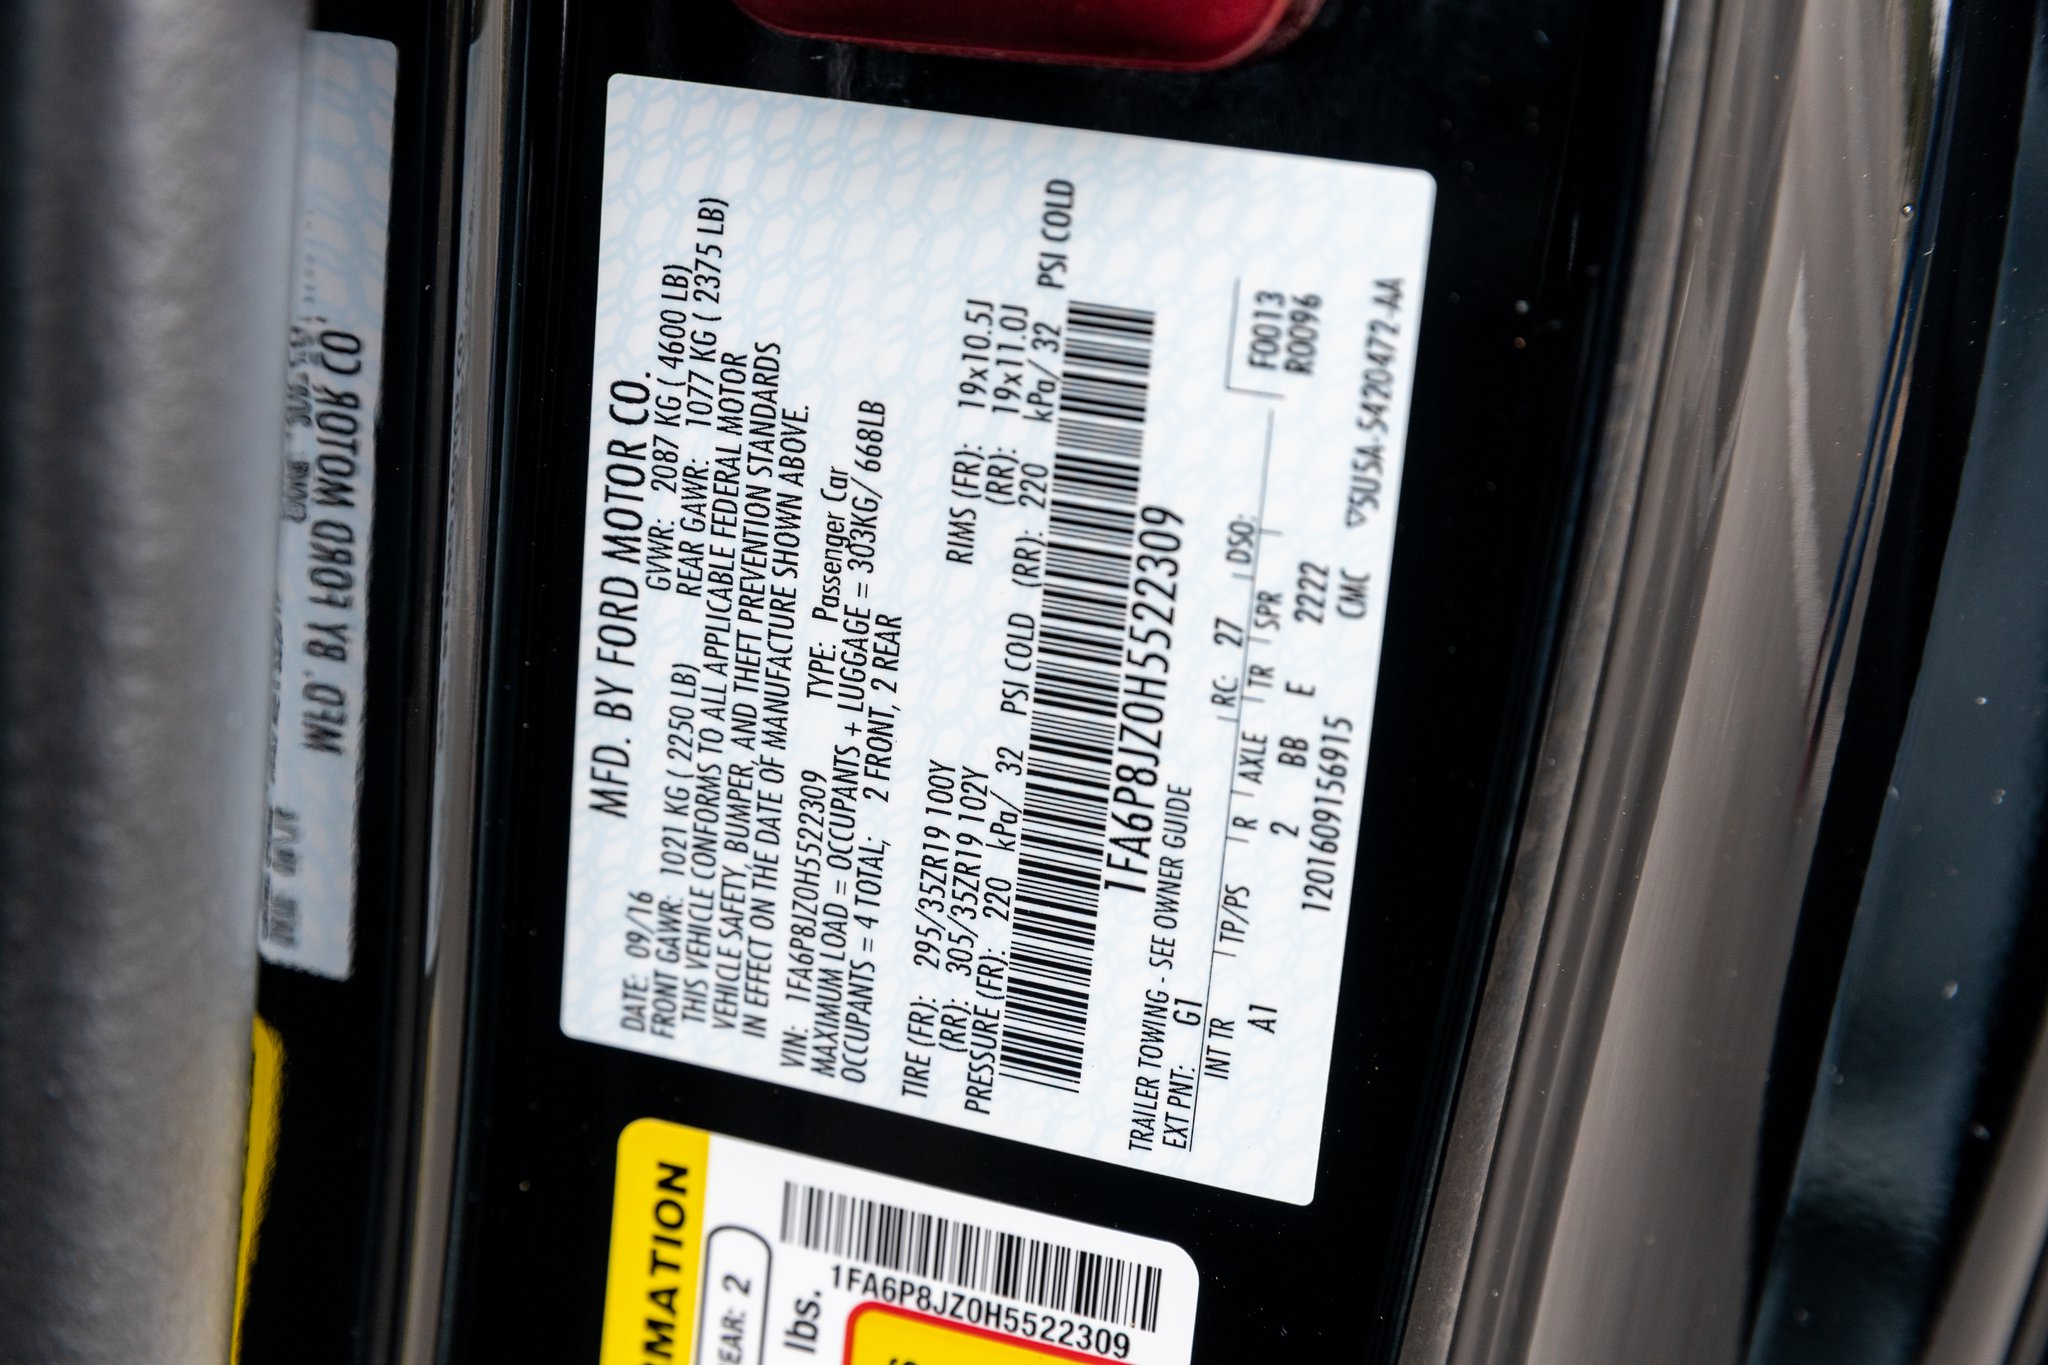 MFD. BY FORD MOTOR CO.
DATE: 09/16 GVWR: 2087 KG ( 4600 LB)
FRONT GAWR: 1021 KG ( 2250 LB) REAR GAWR: 1077 KG ( 2375 LB)
THIS VEHICLE CONFORMS TO ALL APPLICABLE FEDERAL MOTOR
VEHICLE SAFETY, BUMPER, AND THEFT PREVENTION STANDARDS
IN EFFECT ON THE DATE OF MANUFACTURE SHOWN ABOVE.
VIN: 1FA6P8JZ0H5522309 TYPE: Passenger Car
MAXIMUM LOAD = OCCUPANTS + LUGGAGE = 303KG/ 668LB
OCCUPANTS = 4 TOTAL; 2 FRONT, 2 REAR
TIRE (FR): 295/35ZR19 100Y RIMS (FR): 19x10.5J
(RR): 305/35ZR19 102Y (RR): 19x11.0J
PRESSURE (FR): 220 kPa/ 32 PSI COLD (RR): 220 kPa/ 32 PSI COLD
1FA6P8JZ0H5522309
TRAILER TOWING - SEE OWNER GUIDE
EXT PNT: G1 RC: 27 DSO:
INT TR TP/PS R AXLE TR SPR
A1 2 BB E 2222
F0013
R0096
1201609156915 CMC ▽5U5A-5420472-AA
RMATION
EAR: 2
lbs.
1FA6P8JZ0H5522309
MFD. BY FORD MOTOR CO